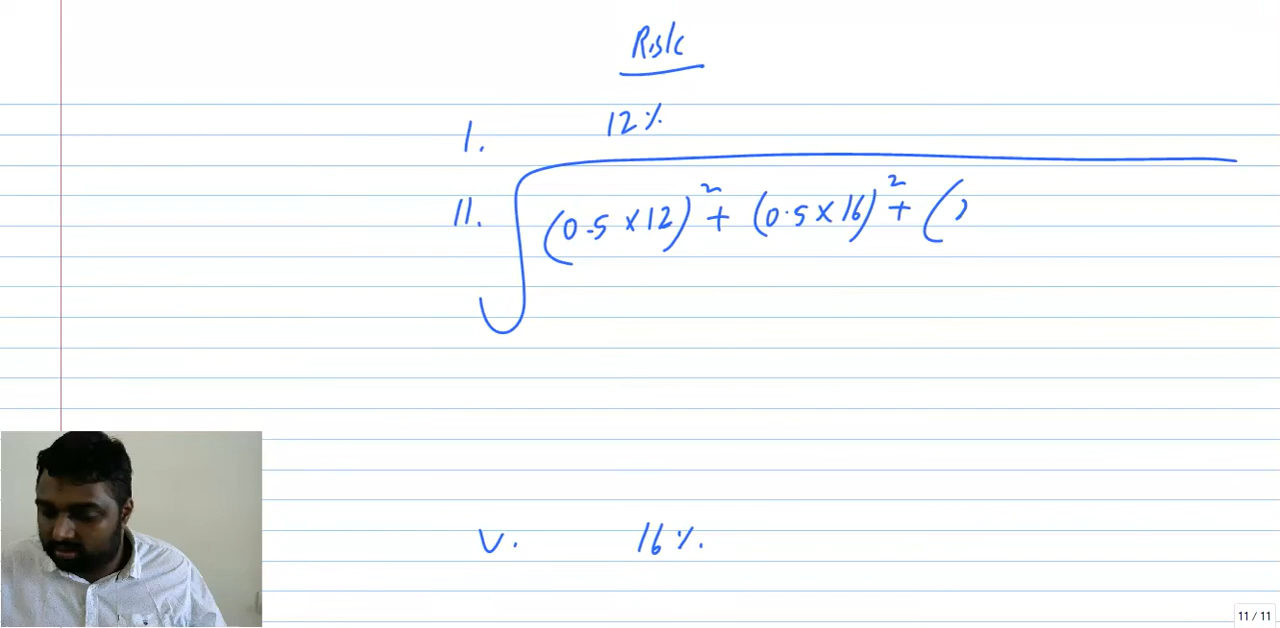 Risk
I. 12%
II. √(0.5 × 12)² + (0.5 × 16)² + (
V. 16%.
11 / 11